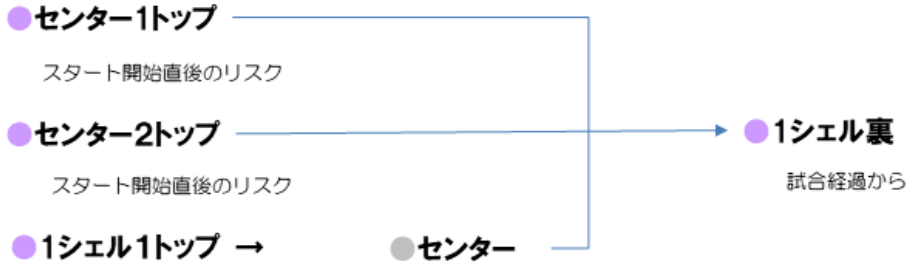 ●センター1トップ
スタート開始直後のリスク
●センター2トップ
スタート開始直後のリスク
●1シェル裏
試合経過から
●1シェル1トップ → ●センター